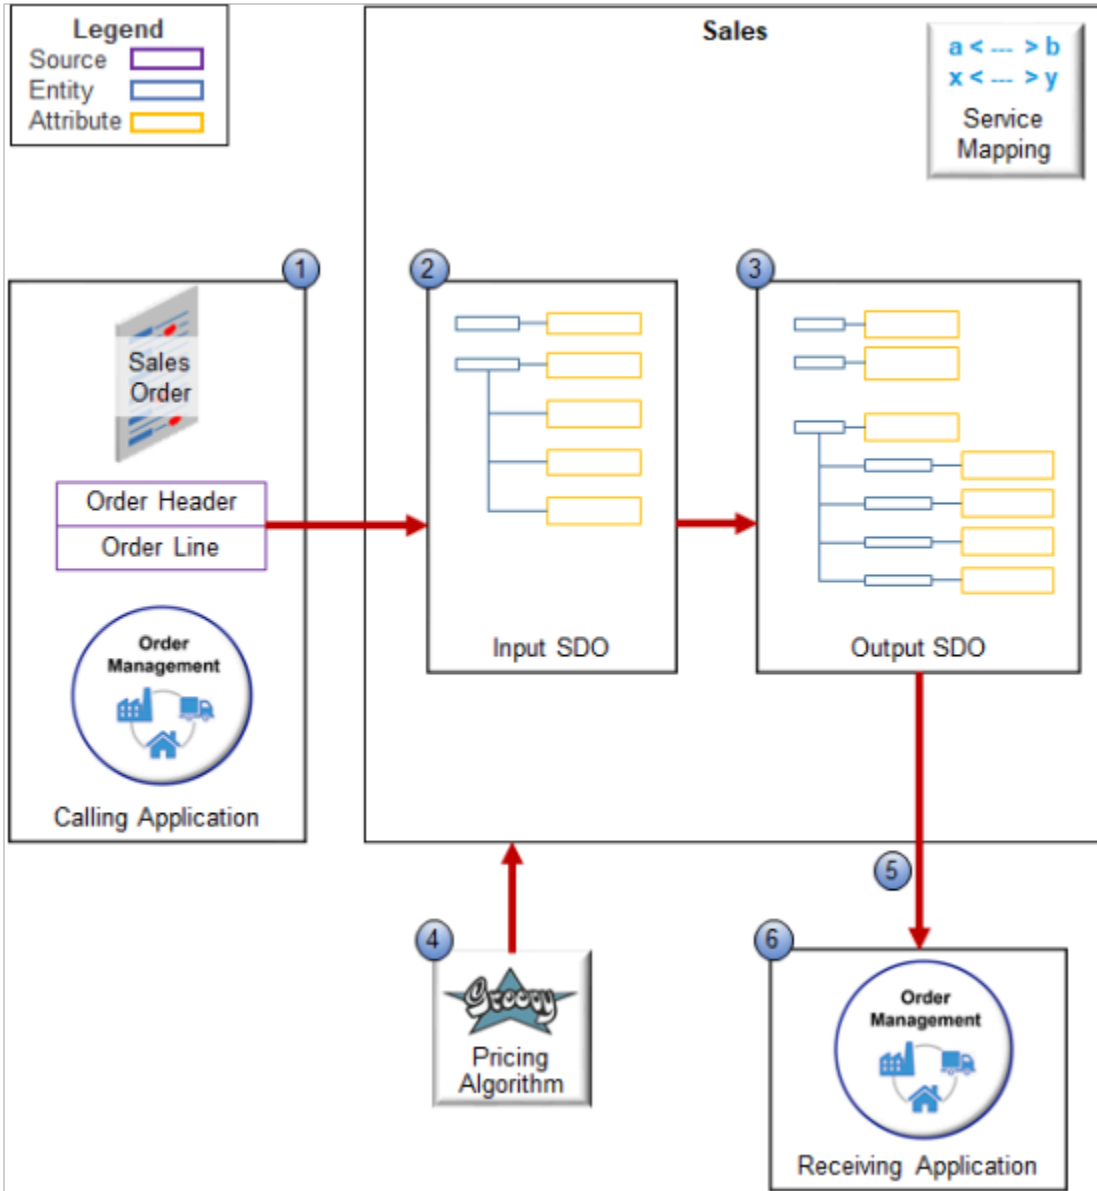 Legend
Source
Entity
Attribute
Sales
a < --- > b
x < --- > y
Service
Mapping
1
2
3
Sales
Order
Order Header
Order Line
Order
Management
Calling Application
Input SDO
Output SDO
4
Groovy
Pricing
Algorithm
5
6
Order
Management
Receiving Application